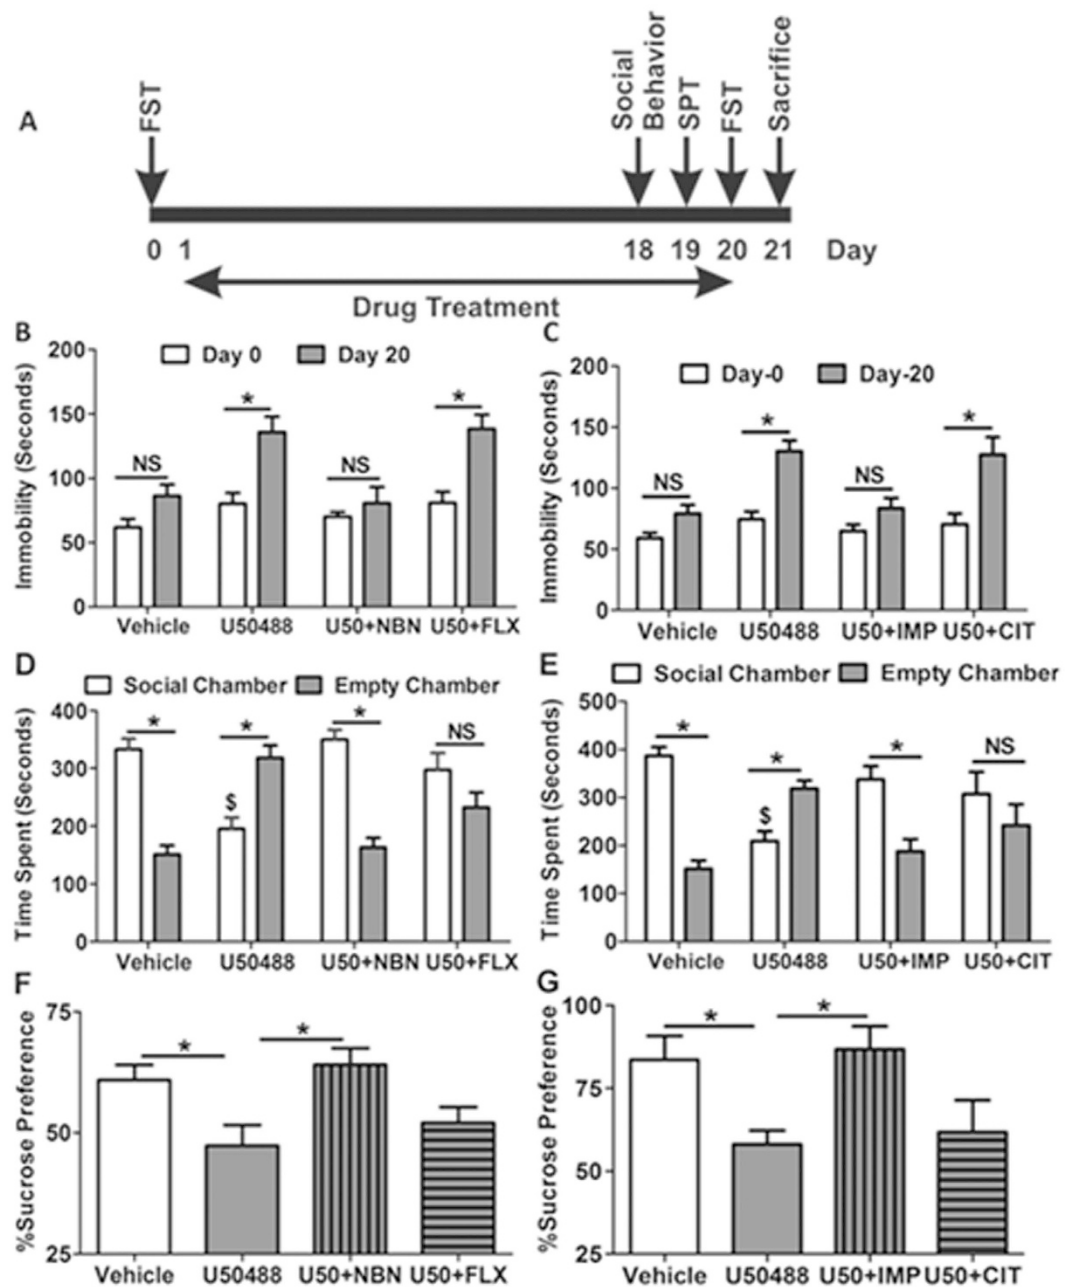 A
FST
Social
Behavior
SPT
FST
Sacrifice
0 1 18 19 20 21 Day
Drug Treatment
B
Day 0 Day 20
Immobility (Seconds)
200
150
100
50
0
NS
*
NS
*
Vehicle U50488 U50+NBN U50+FLX
C
Day-0 Day-20
Immobility (Seconds)
200
150
100
50
0
NS
*
NS
*
Vehicle U50488 U50+IMP U50+CIT
D
Social Chamber Empty Chamber
Time Spent (Seconds)
400
300
200
100
0
*
*
$
*
NS
Vehicle U50488 U50+NBN U50+FLX
E
Social Chamber Empty Chamber
Time Spent (Seconds)
500
400
300
200
100
0
*
*
$
*
NS
Vehicle U50488 U50+IMP U50+CIT
F
%Sucrose Preference
75
50
25
*
*
Vehicle U50488 U50+NBN U50+FLX
G
%Sucrose Preference
100
75
50
25
*
*
Vehicle U50488 U50+IMP U50+CIT